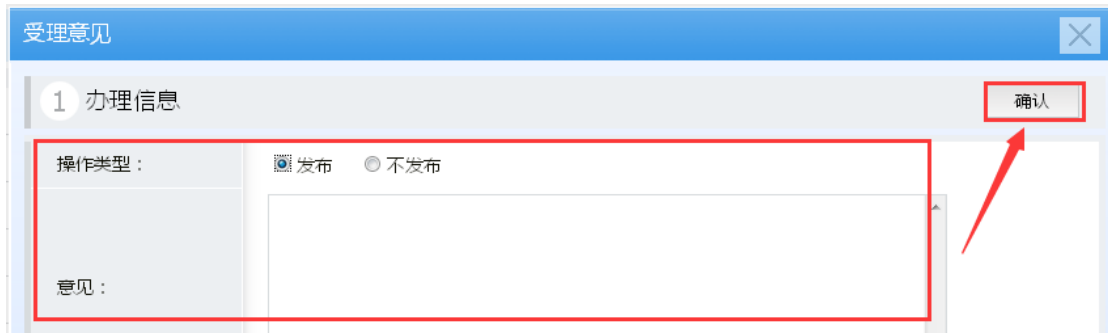 受理意见
1 办理信息
确认
操作类型：
发布 不发布
意见：